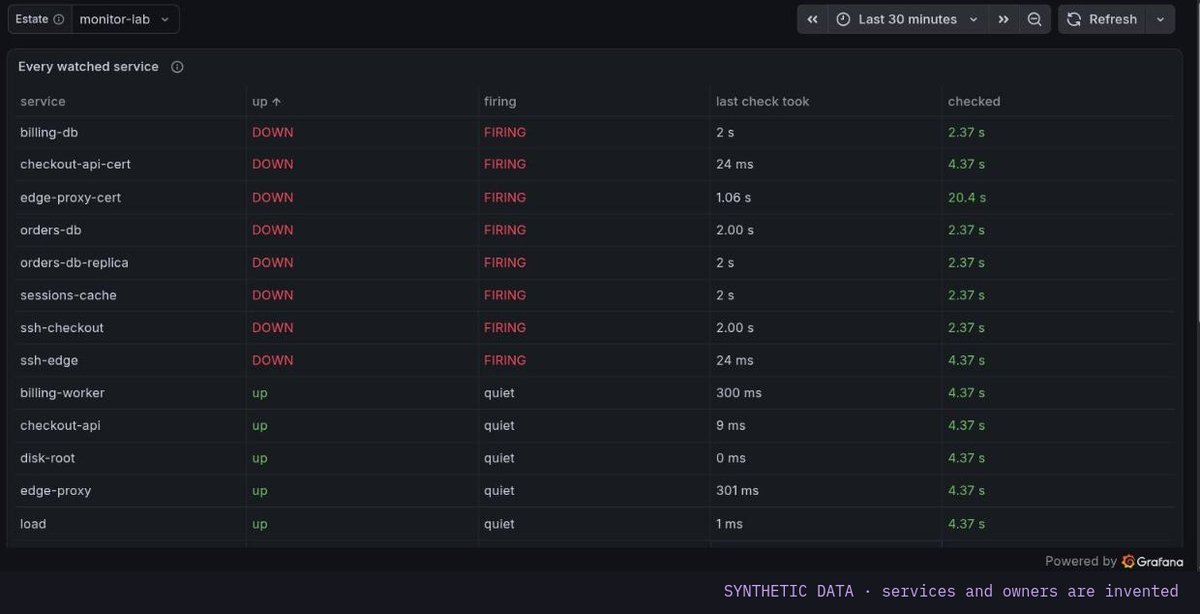 Estate monitor-lab Last 30 minutes Refresh
Every watched service
service up ↑ firing last check took checked
billing-db DOWN FIRING 2 s 2.37 s
checkout-api-cert DOWN FIRING 24 ms 4.37 s
edge-proxy-cert DOWN FIRING 1.06 s 20.4 s
orders-db DOWN FIRING 2.00 s 2.37 s
orders-db-replica DOWN FIRING 2 s 2.37 s
sessions-cache DOWN FIRING 2 s 2.37 s
ssh-checkout DOWN FIRING 2.00 s 2.37 s
ssh-edge DOWN FIRING 24 ms 4.37 s
billing-worker up quiet 300 ms 4.37 s
checkout-api up quiet 9 ms 4.37 s
disk-root up quiet 0 ms 4.37 s
edge-proxy up quiet 301 ms 4.37 s
load up quiet 1 ms 4.37 s
Powered by Grafana
SYNTHETIC DATA · services and owners are invented